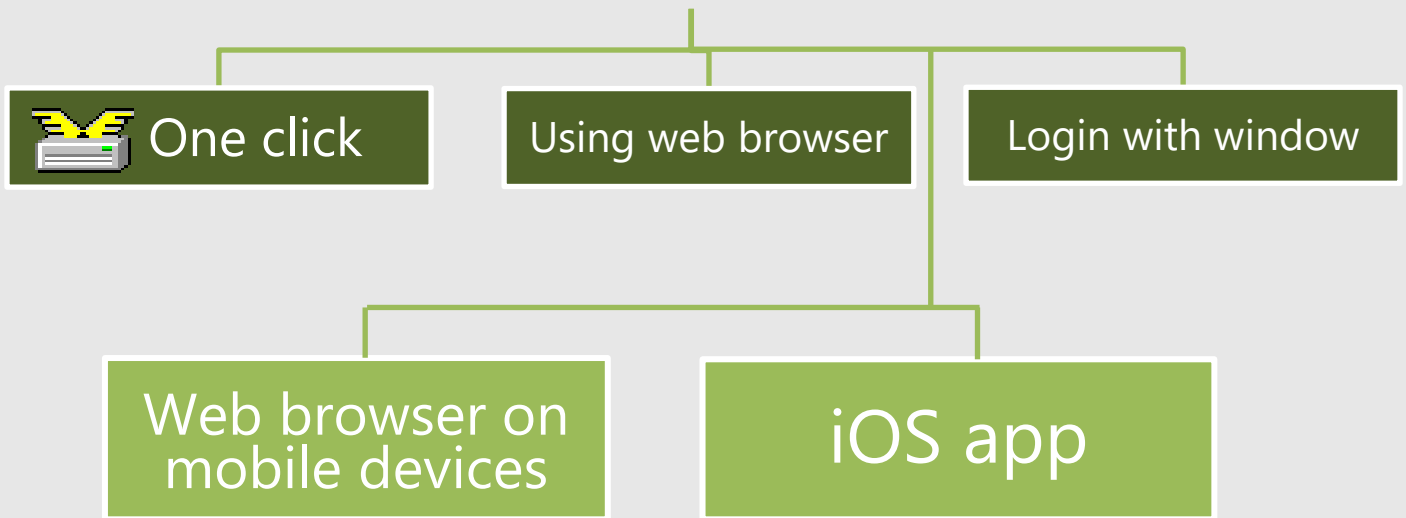 One click
Using web browser
Login with window
Web browser on
mobile devices
iOS app